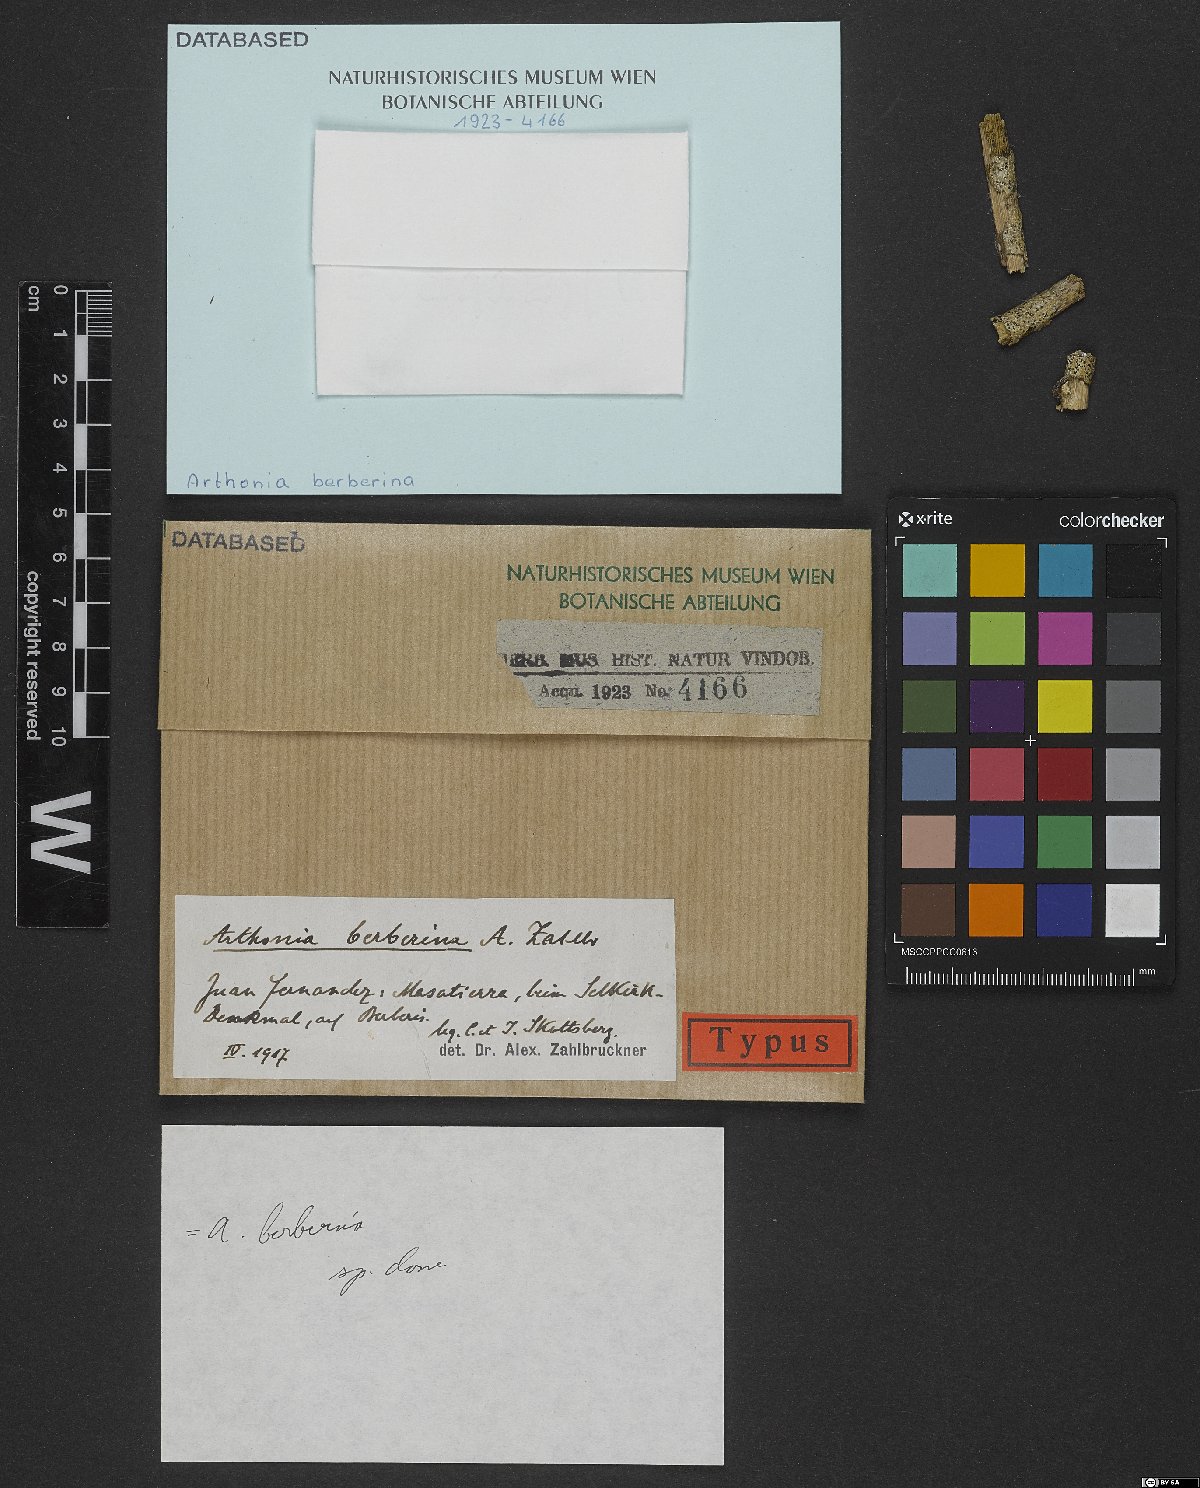 DATABASED
NATURHISTORISCHES MUSEUM WIEN
BOTANISCHE ABTEILUNG
1923-4166
Arthonia berberina
cm
0
1
2
3
4
5
6
7
8
9
10
copyright reserved
W
x-rite
colorchecker
MSCCPPCC0613
mm
DATABASED
NATURHISTORISCHES MUSEUM WIEN
BOTANISCHE ABTEILUNG
HERB. MUS. HIST. NATUR VINDOB.
Acqu. 1923 No. 4166
Arthonia berberina A. Zahlbr
Juan Fernandez: Masatierra, beim Selkirk-
Denkmal, auf Berberis.
leg. C. et I. Skottsberg.
IV. 1917
det. Dr. Alex. Zahlbruckner
Typus
= A. berberina
sp.
BY SA